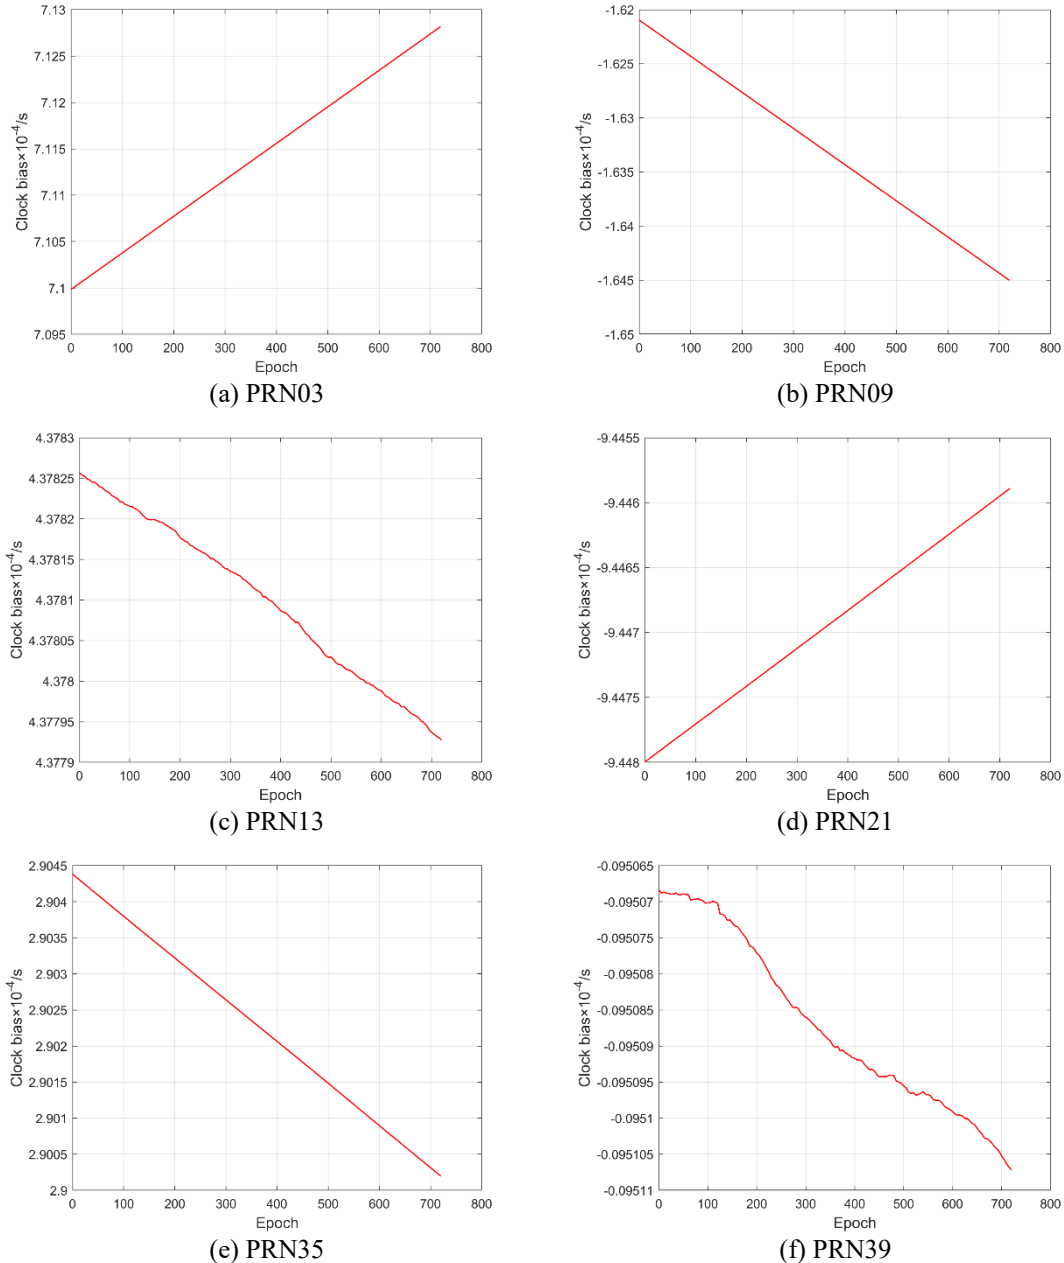 7.13
7.125
7.12
7.115
7.11
7.105
7.1
7.095
Clock bias×10-4/s
0 100 200 300 400 500 600 700 800
Epoch
(a) PRN03
-1.62
-1.625
-1.63
-1.635
-1.64
-1.645
-1.65
Clock bias×10-4/s
0 100 200 300 400 500 600 700 800
Epoch
(b) PRN09
4.3783
4.37825
4.3782
4.37815
4.3781
4.37805
4.378
4.37795
4.3779
Clock bias×10-4/s
0 100 200 300 400 500 600 700 800
Epoch
(c) PRN13
-9.4455
-9.446
-9.4465
-9.447
-9.4475
-9.448
Clock bias×10-4/s
0 100 200 300 400 500 600 700 800
Epoch
(d) PRN21
2.9045
2.904
2.9035
2.903
2.9025
2.902
2.9015
2.901
2.9005
2.9
Clock bias×10-4/s
0 100 200 300 400 500 600 700 800
Epoch
(e) PRN35
-0.095065
-0.09507
-0.095075
-0.09508
-0.095085
-0.09509
-0.095095
-0.0951
-0.095105
-0.09511
Clock bias×10-4/s
0 100 200 300 400 500 600 700 800
Epoch
(f) PRN39